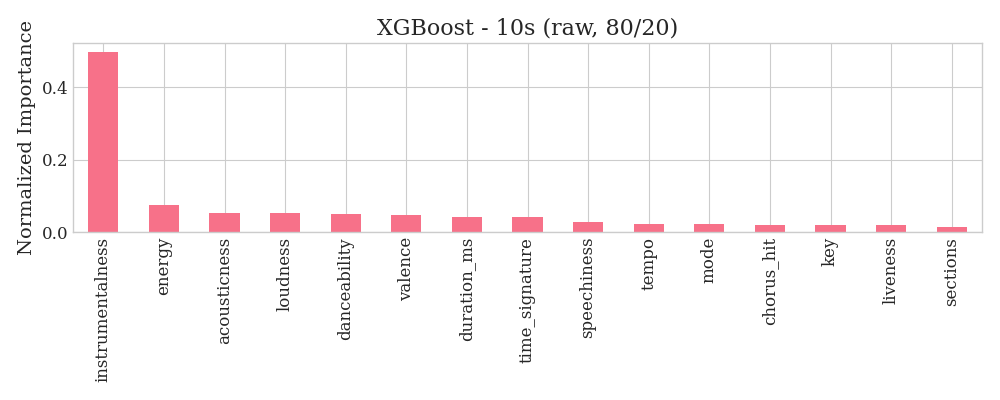 XGBoost - 10s (raw, 80/20)
Normalized Importance
0.4
0.2
0.0
instrumentalness
energy
acousticness
loudness
danceability
valence
duration_ms
time_signature
speechiness
tempo
mode
chorus_hit
key
liveness
sections